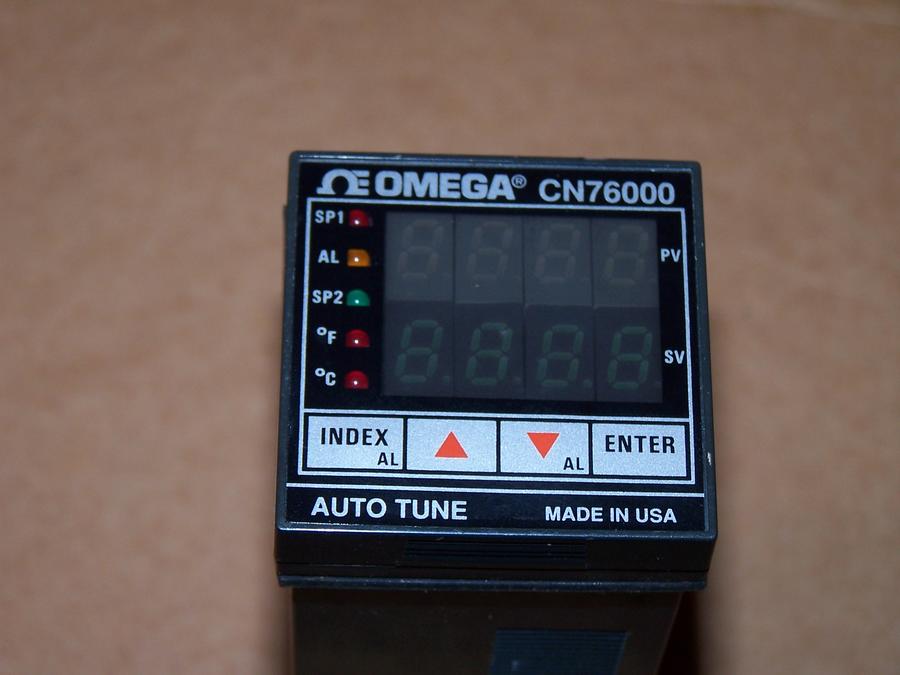 ΩE OMEGA® CN76000
SP1
AL
SP2
°F
°C
PV
SV
INDEX AL
AL
ENTER
AUTO TUNE
MADE IN USA